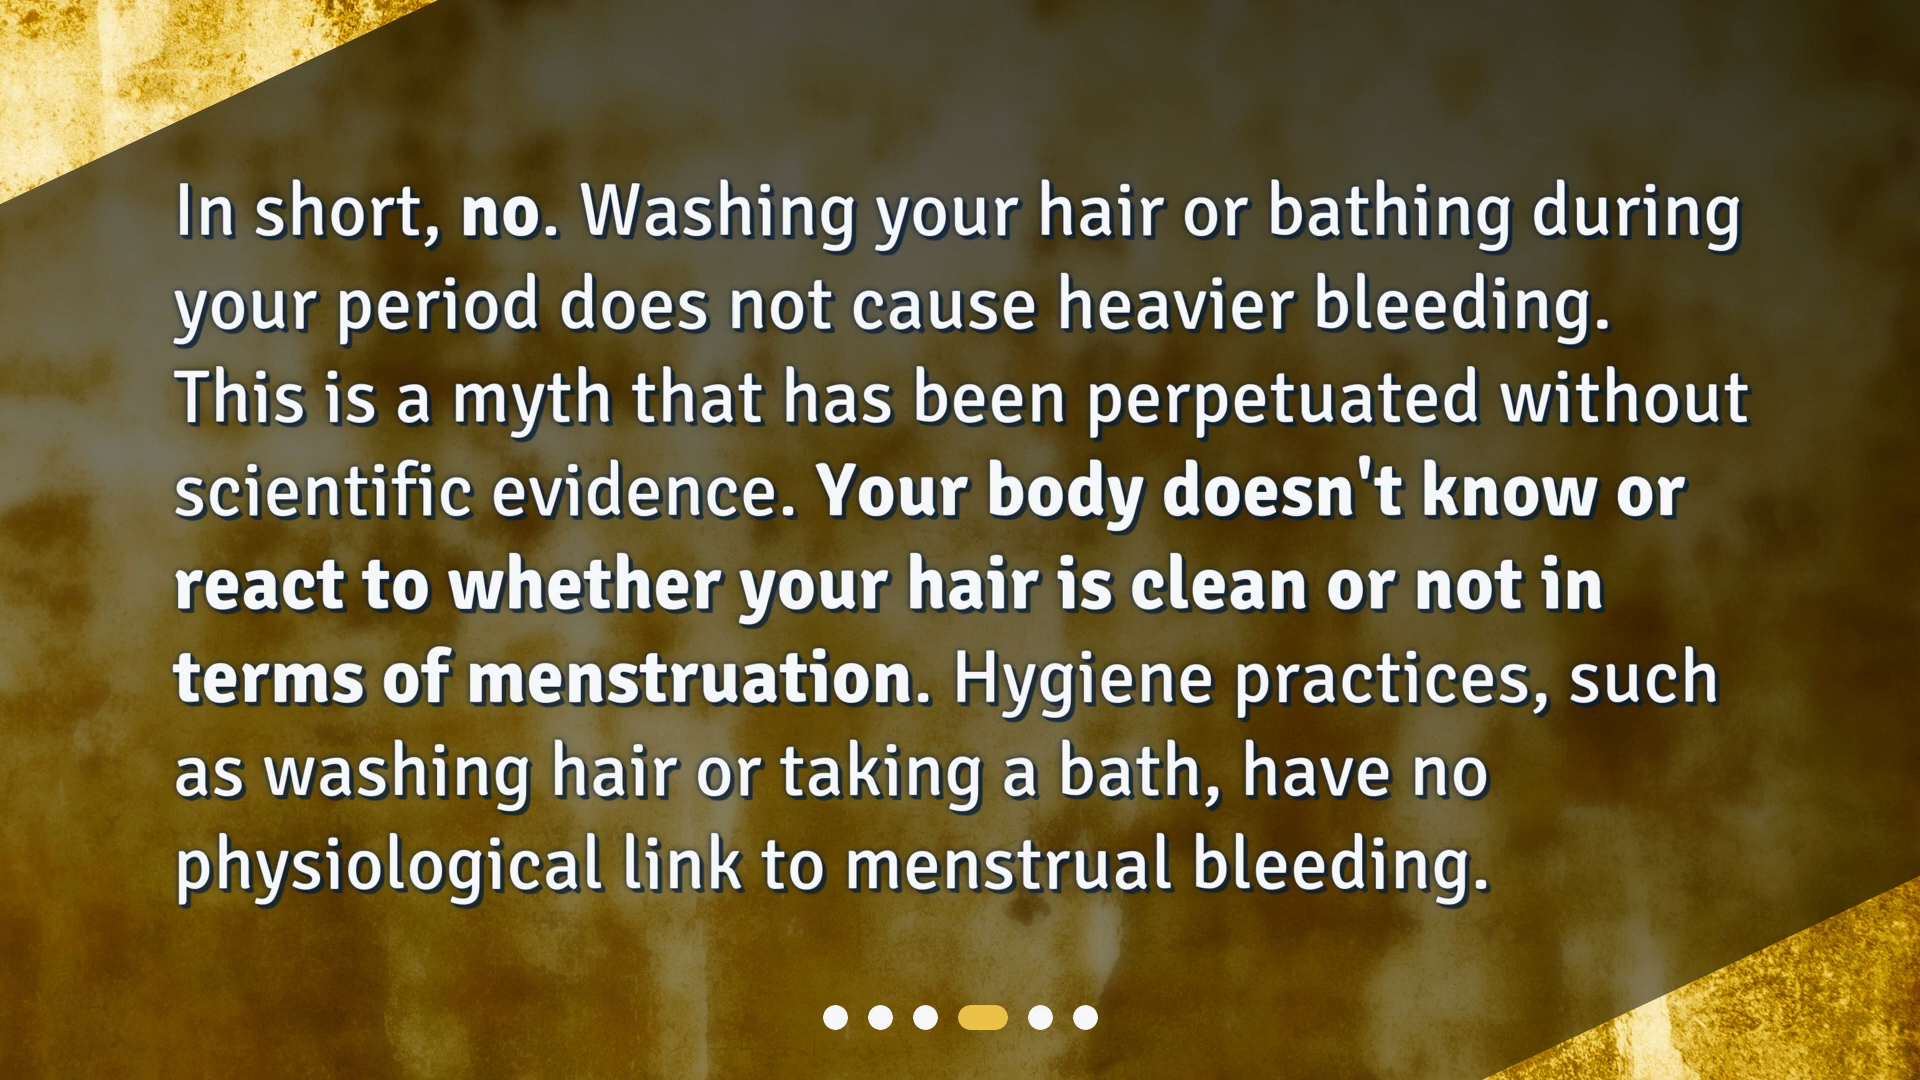 In short, no. Washing your hair or bathing during
your period does not cause heavier bleeding.
This is a myth that has been perpetuated without
scientific evidence. Your body doesn't know or
react to whether your hair is clean or not in
terms of menstruation. Hygiene practices, such
as washing hair or taking a bath, have no
physiological link to menstrual bleeding.